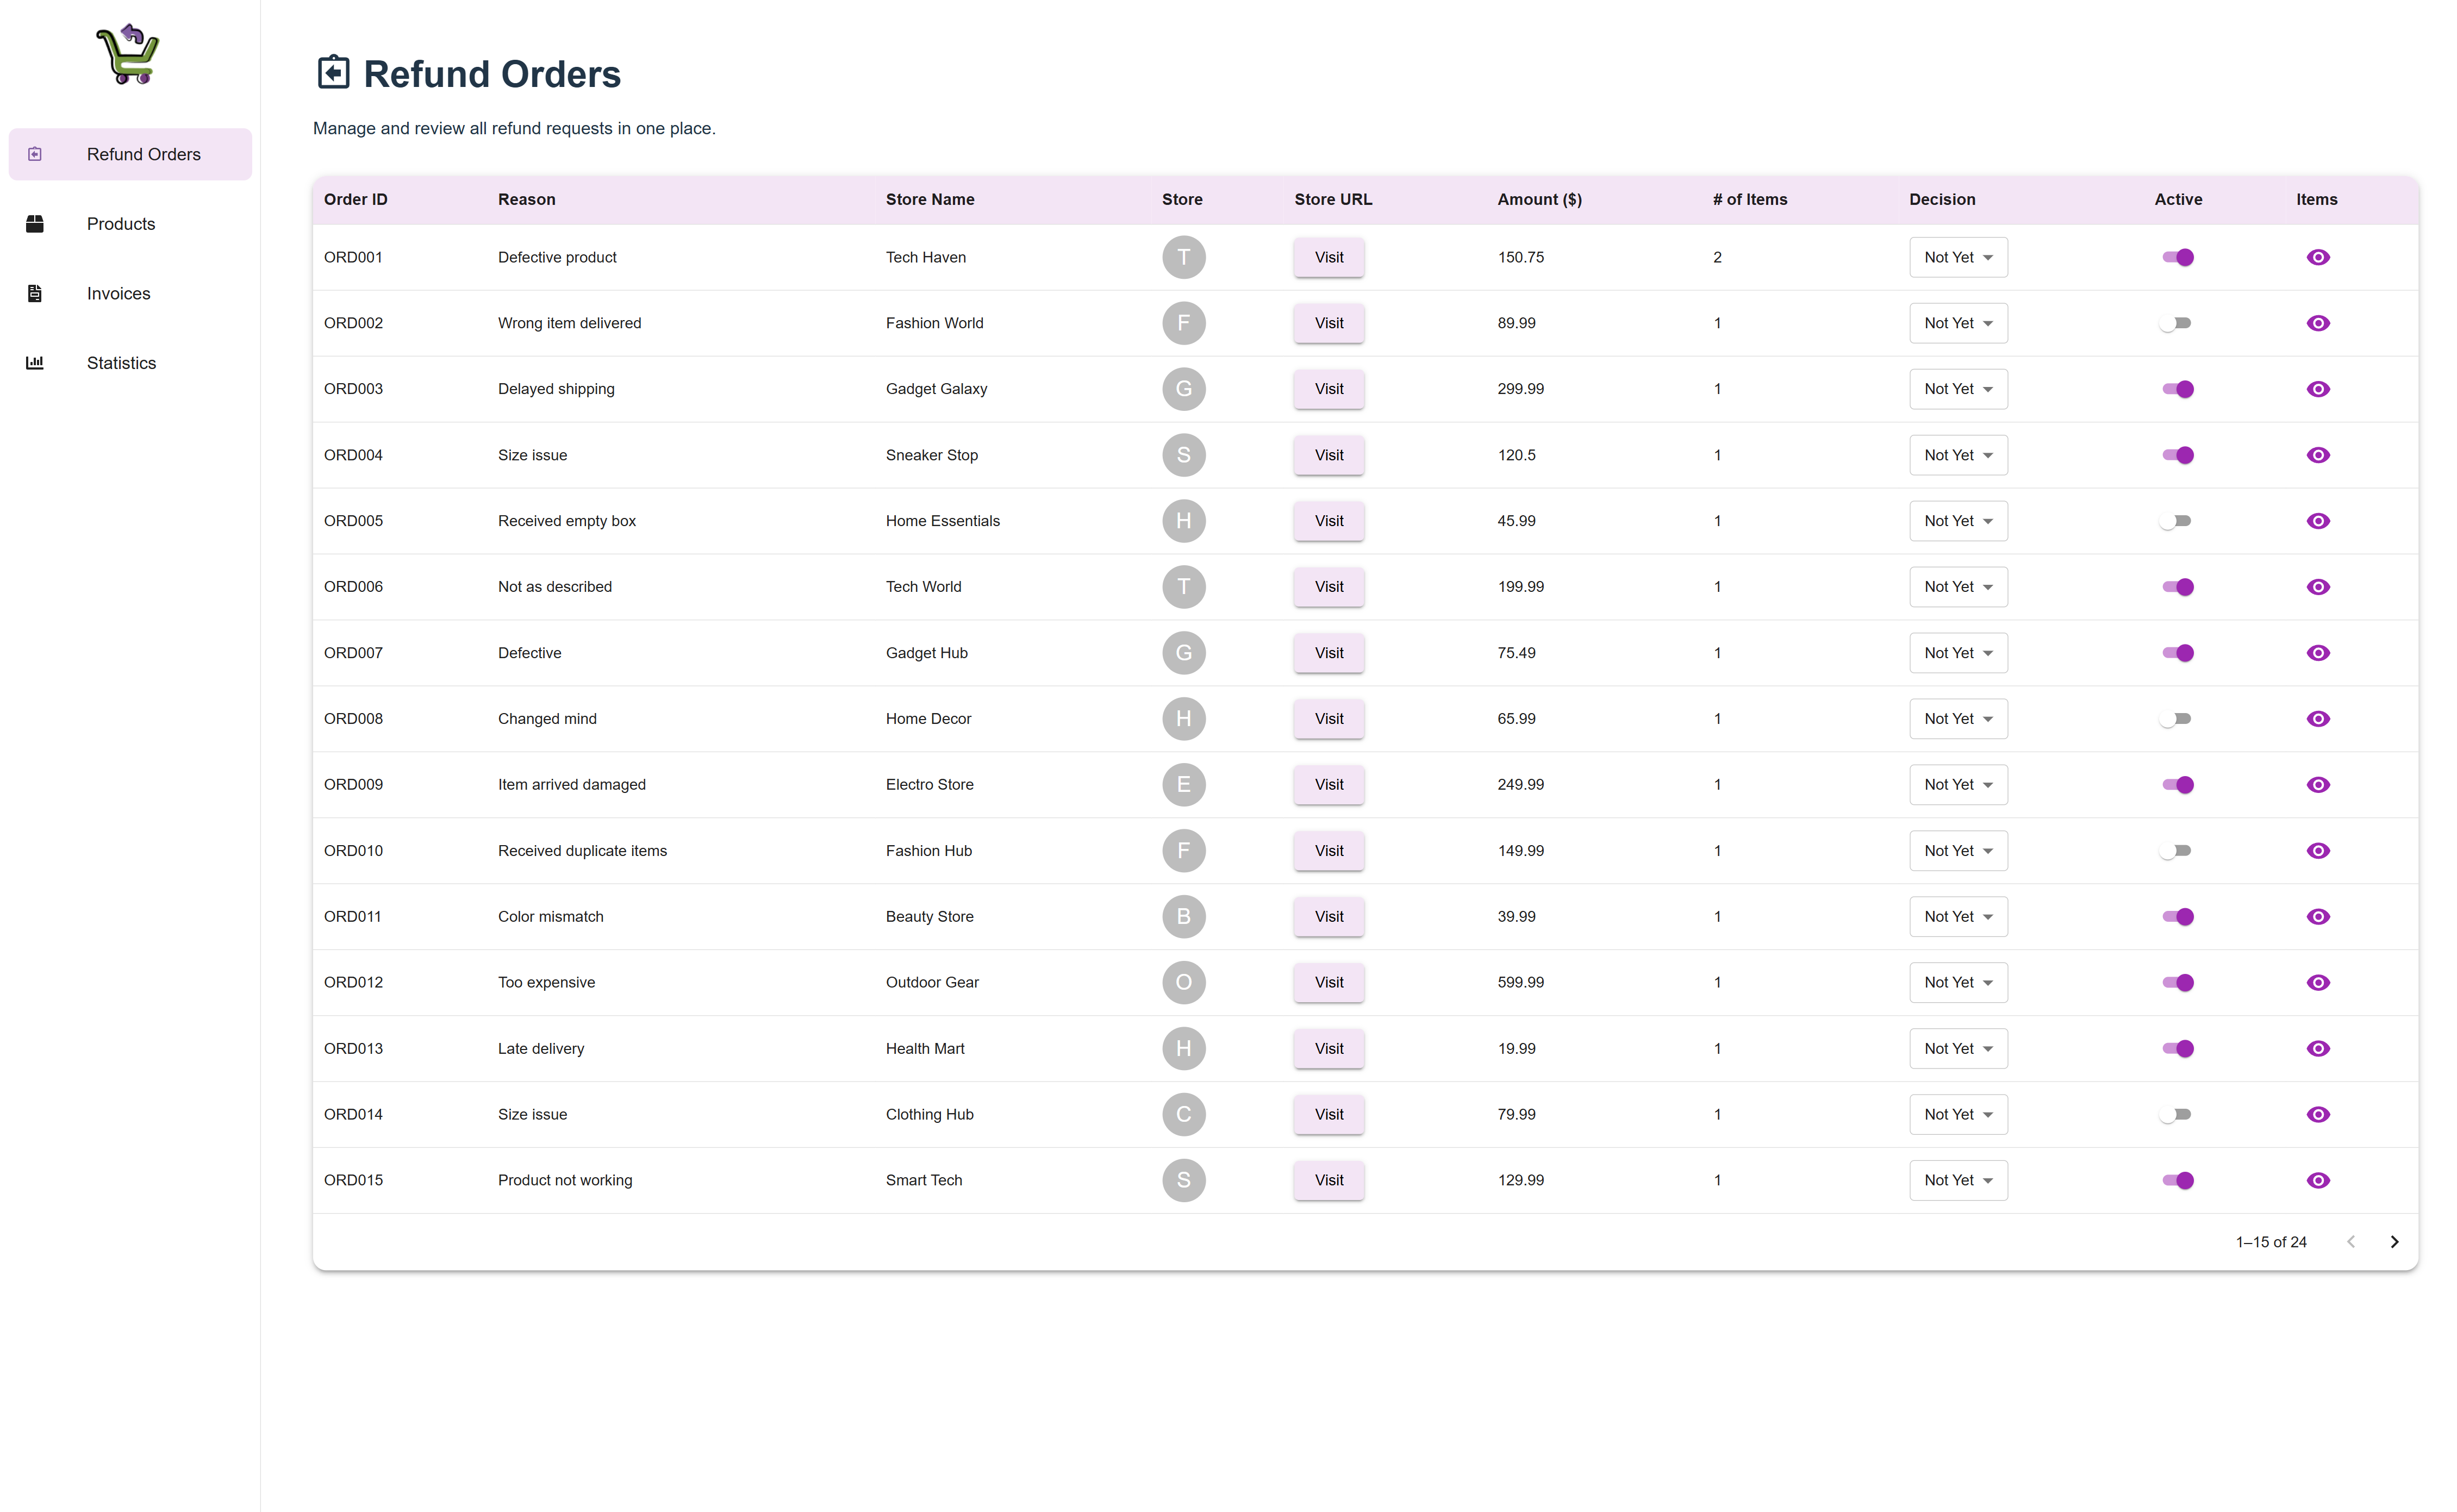 Refund Orders
Products
Invoices
Statistics
Refund Orders
Manage and review all refund requests in one place.
Order ID Reason Store Name Store Store URL Amount ($) # of Items Decision Active Items
ORD001 Defective product Tech Haven T Visit 150.75 2 Not Yet
ORD002 Wrong item delivered Fashion World F Visit 89.99 1 Not Yet
ORD003 Delayed shipping Gadget Galaxy G Visit 299.99 1 Not Yet
ORD004 Size issue Sneaker Stop S Visit 120.5 1 Not Yet
ORD005 Received empty box Home Essentials H Visit 45.99 1 Not Yet
ORD006 Not as described Tech World T Visit 199.99 1 Not Yet
ORD007 Defective Gadget Hub G Visit 75.49 1 Not Yet
ORD008 Changed mind Home Decor H Visit 65.99 1 Not Yet
ORD009 Item arrived damaged Electro Store E Visit 249.99 1 Not Yet
ORD010 Received duplicate items Fashion Hub F Visit 149.99 1 Not Yet
ORD011 Color mismatch Beauty Store B Visit 39.99 1 Not Yet
ORD012 Too expensive Outdoor Gear O Visit 599.99 1 Not Yet
ORD013 Late delivery Health Mart H Visit 19.99 1 Not Yet
ORD014 Size issue Clothing Hub C Visit 79.99 1 Not Yet
ORD015 Product not working Smart Tech S Visit 129.99 1 Not Yet
1–15 of 24